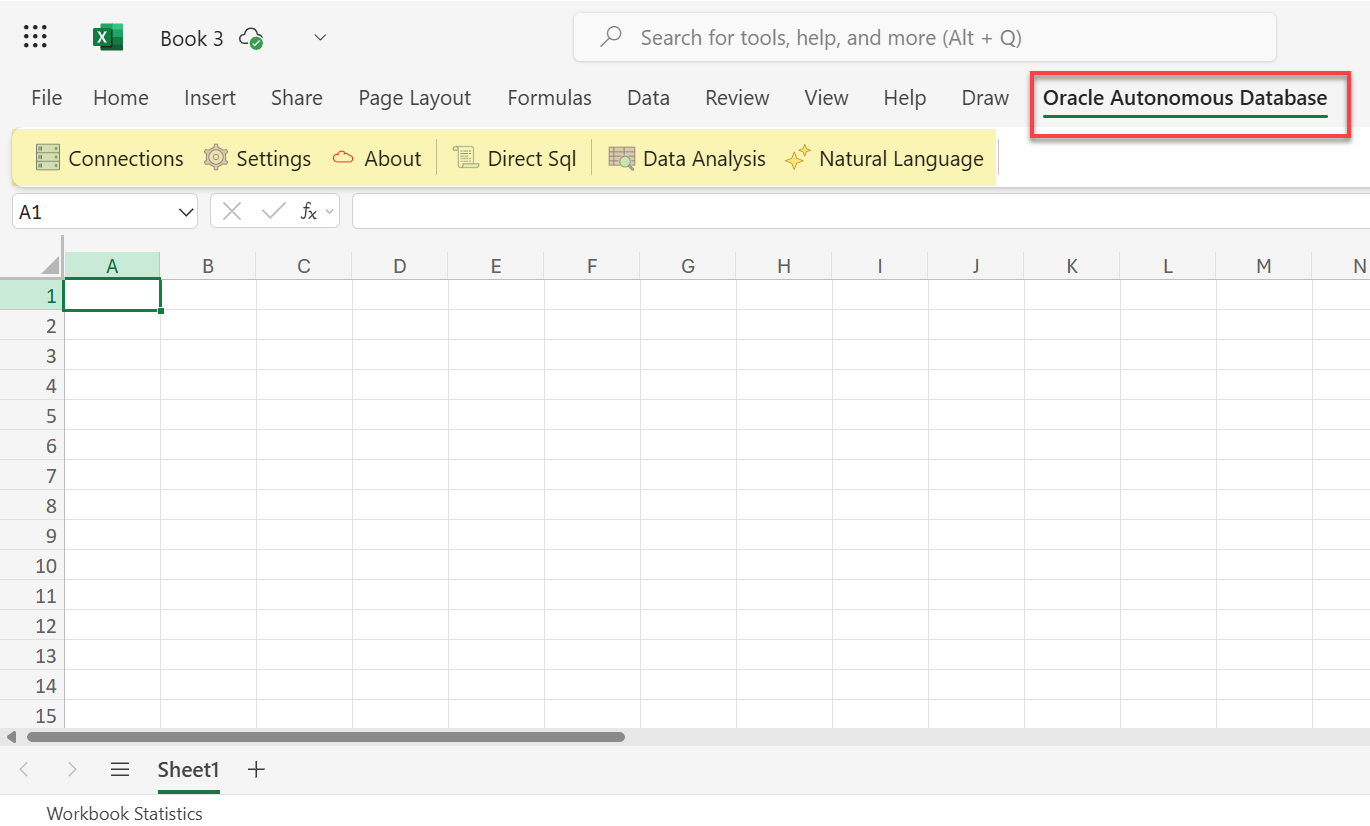 X Book 3 Search for tools, help, and more (Alt + Q)
File Home Insert Share Page Layout Formulas Data Review View Help Draw Oracle Autonomous Database
Connections Settings About Direct Sql Data Analysis Natural Language
A1 fx
A B C D E F G H I J K L M N
1
2
3
4
5
6
7
8
9
10
11
12
13
14
15
Sheet1
Workbook Statistics